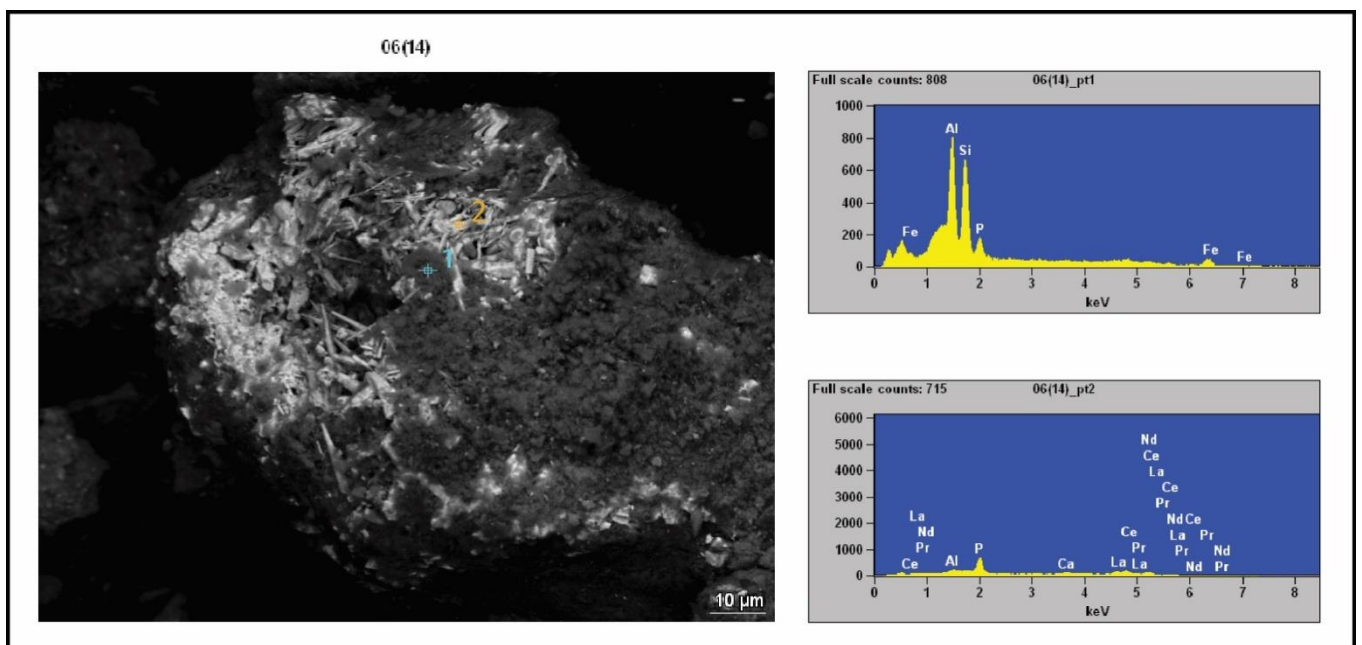 06(14)
2
1
10 µm
Full scale counts: 808 06(14)_pt1
1000
800
600
400
200
0
Al
Si
P
Fe
Fe
Fe
0 1 2 3 4 5 6 7 8
keV
Full scale counts: 715 06(14)_pt2
6000
5000
4000
3000
2000
1000
0
Nd
Ce
La
Ce
Pr
La
Nd
Ce
Ce
Nd
La
Pr
Pr
Pr
Pr
Nd
Ce
Al
P
Ca
La
La
Nd
Pr
0 1 2 3 4 5 6 7 8
keV